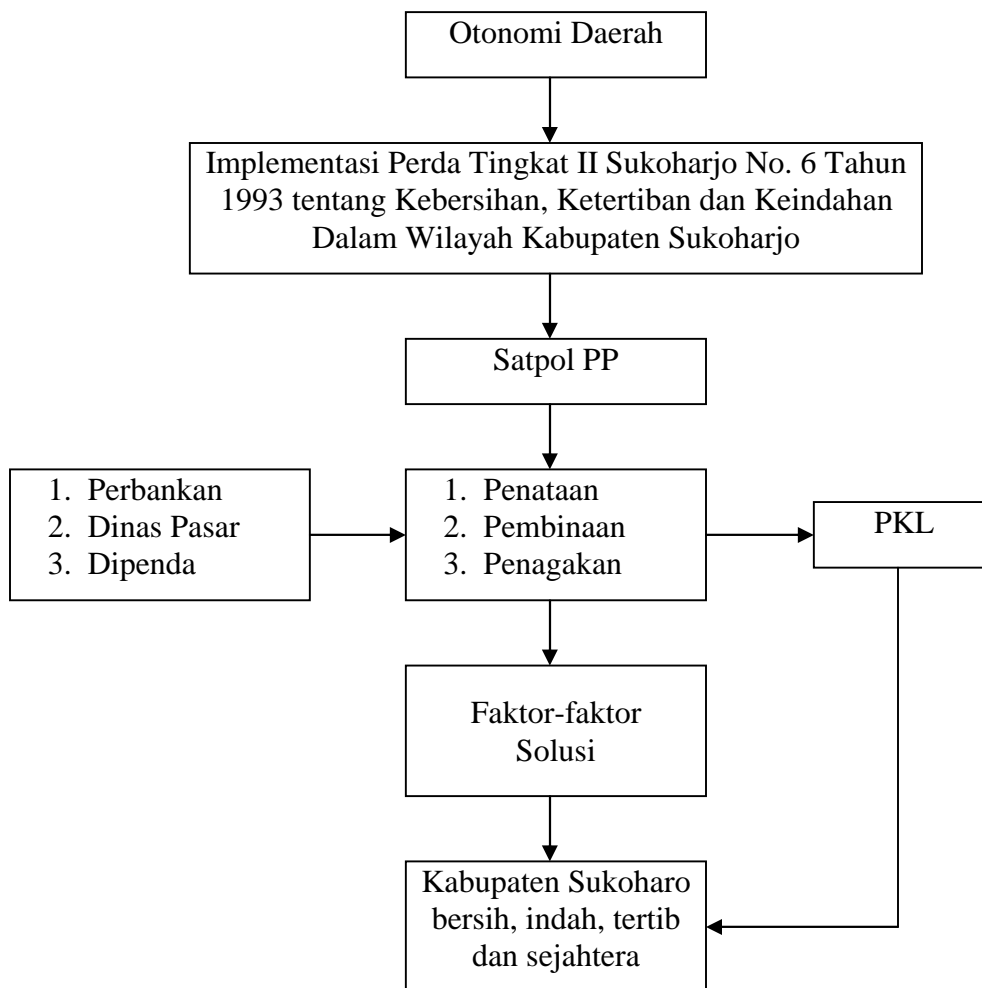 Otonomi Daerah
Implementasi Perda Tingkat II Sukoharjo No. 6 Tahun
1993 tentang Kebersihan, Ketertiban dan Keindahan
Dalam Wilayah Kabupaten Sukoharjo
Satpol PP
1. Perbankan
2. Dinas Pasar
3. Dipenda
1. Penataan
2. Pembinaan
3. Penagakan
PKL
Faktor-faktor
Solusi
Kabupaten Sukoharo
bersih, indah, tertib
dan sejahtera